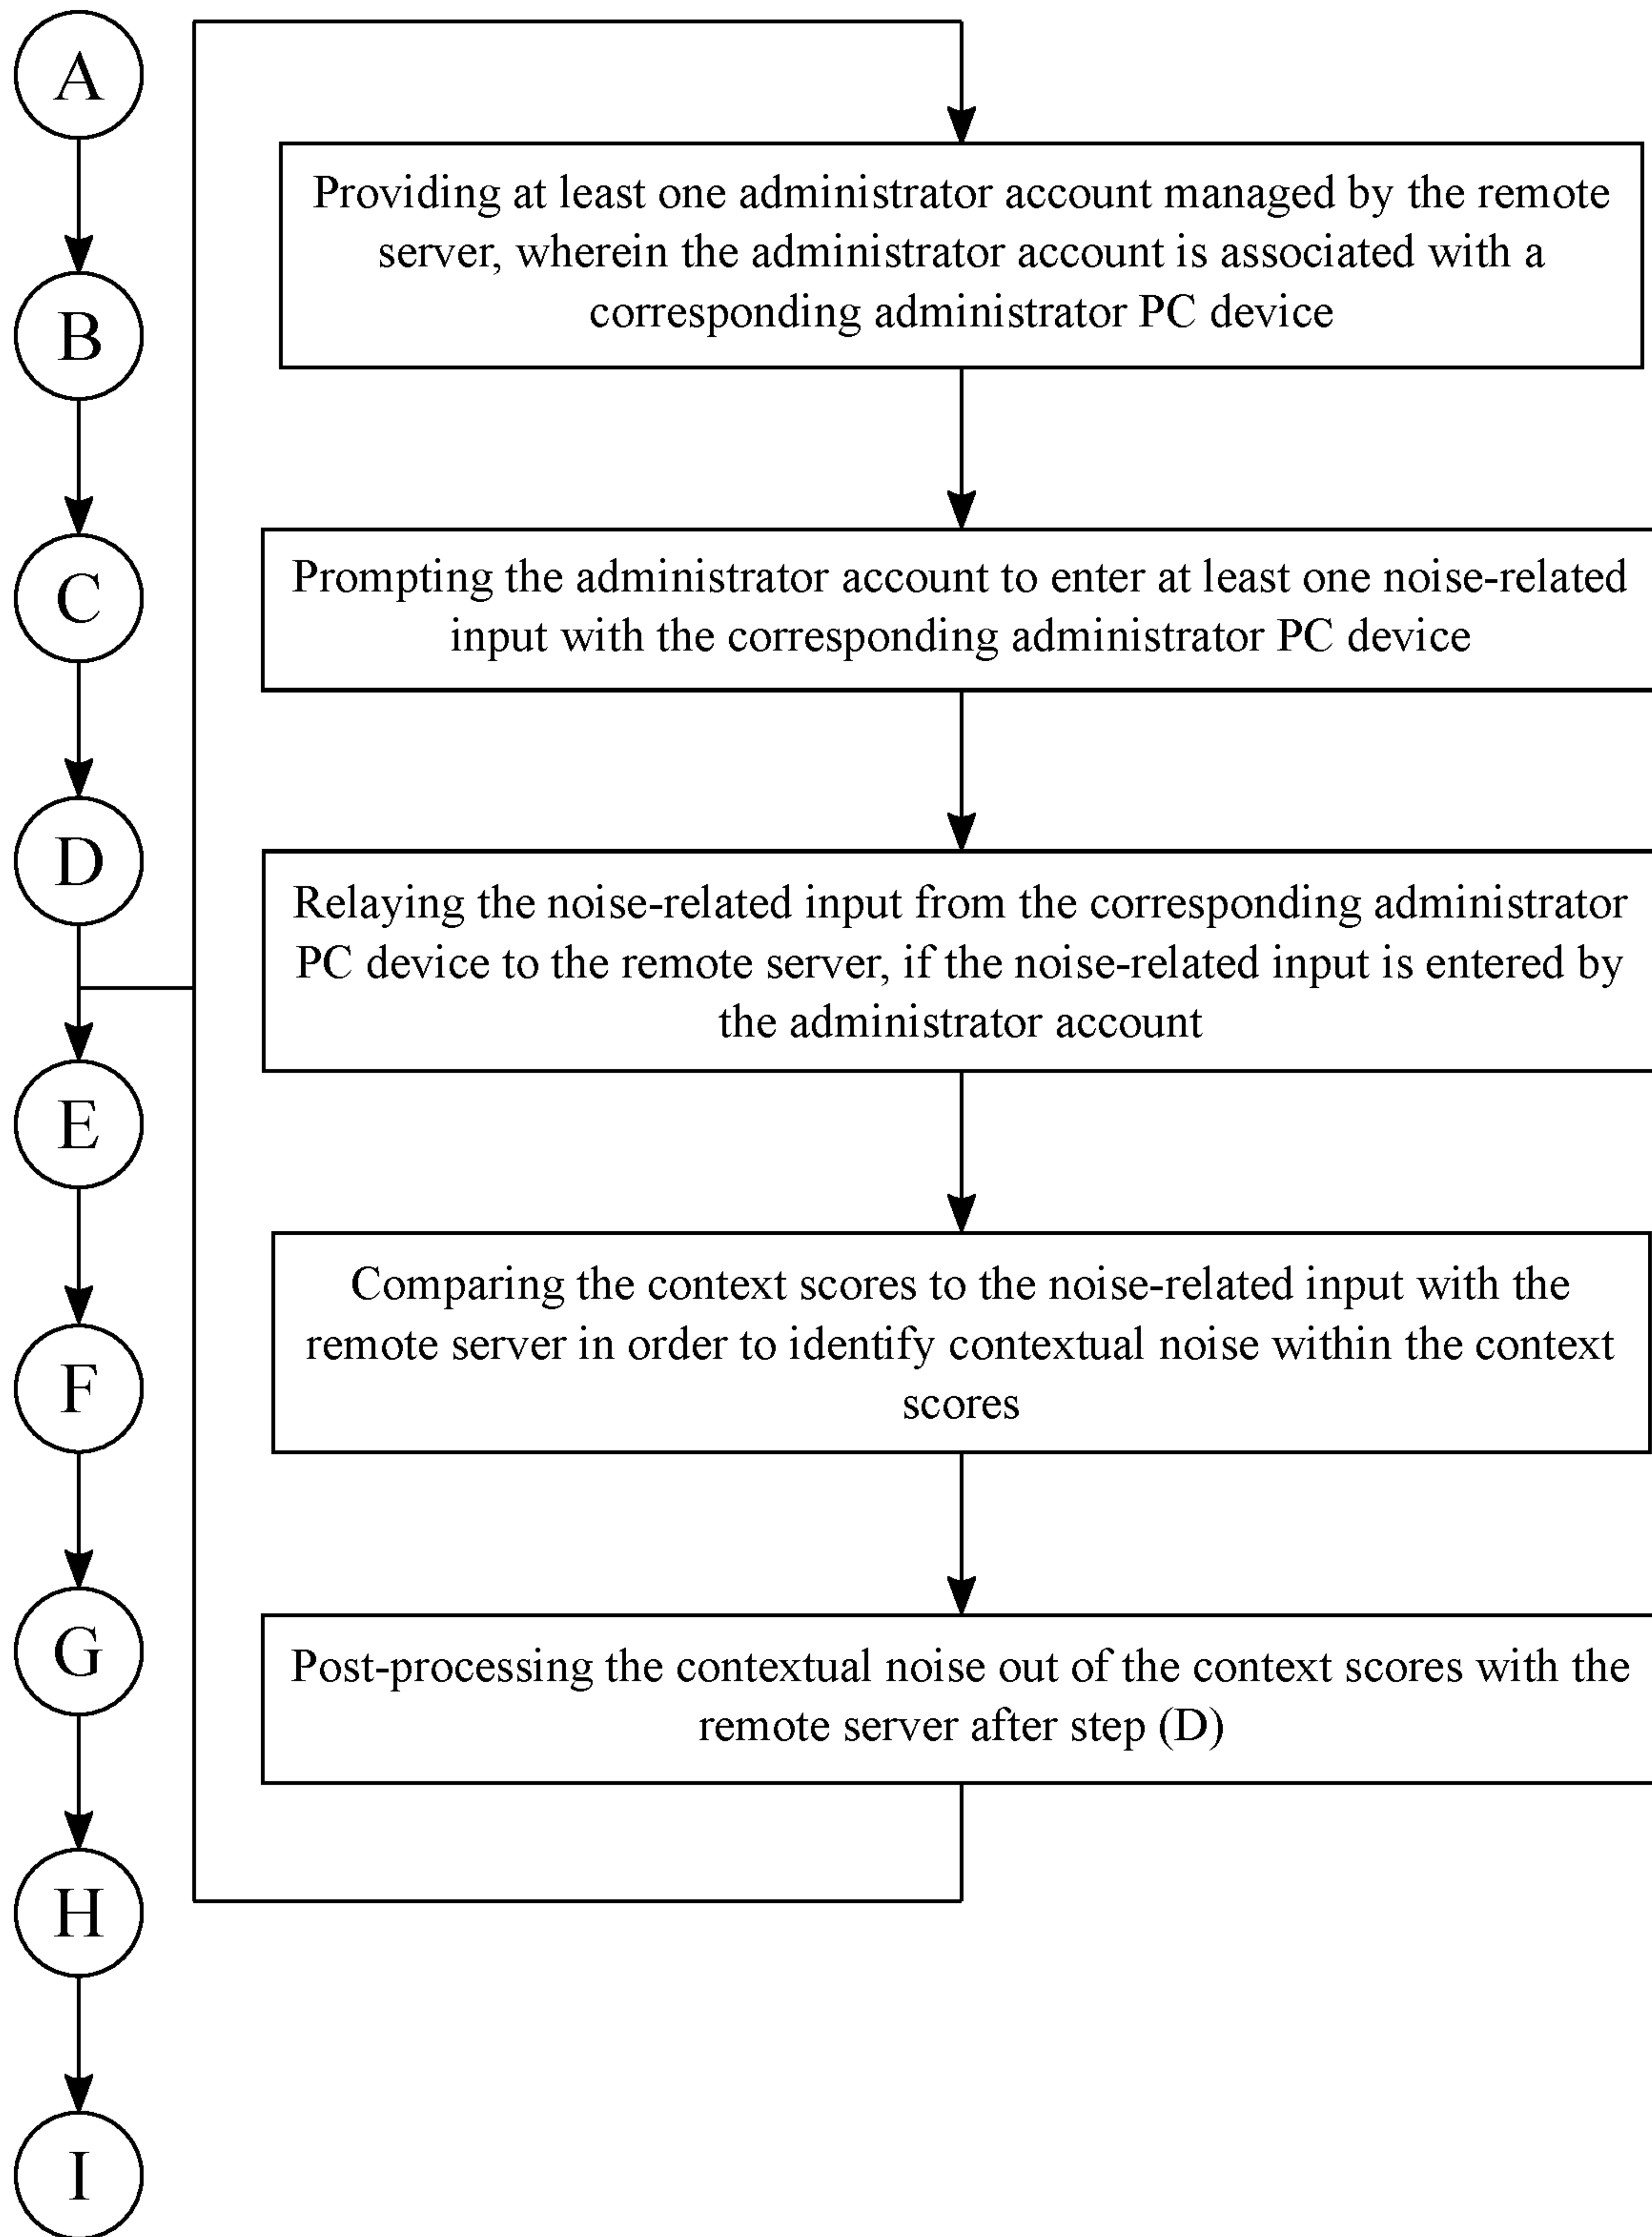 A
B
C
D
E
F
G
H
I
Providing at least one administrator account managed by the remote
server, wherein the administrator account is associated with a
corresponding administrator PC device
Prompting the administrator account to enter at least one noise-related
input with the corresponding administrator PC device
Relaying the noise-related input from the corresponding administrator
PC device to the remote server, if the noise-related input is entered by
the administrator account
Comparing the context scores to the noise-related input with the
remote server in order to identify contextual noise within the context
scores
Post-processing the contextual noise out of the context scores with the
remote server after step (D)